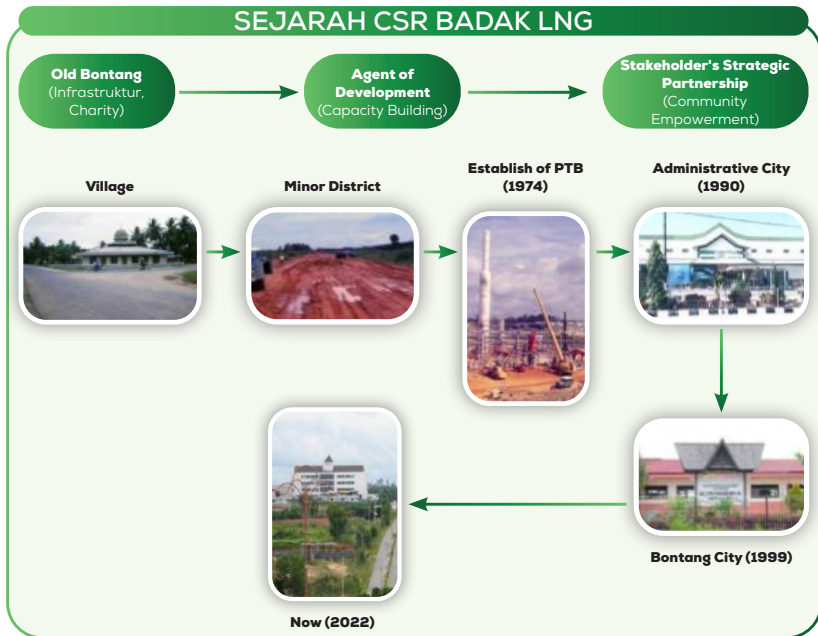 SEJARAH CSR BADAK LNG
Old Bontang
(Infrastruktur,
Charity)
Agent of
Development
(Capacity Building)
Stakeholder's Strategic
Partnership
(Community
Empowerment)
Village
Minor District
Establish of PTB
(1974)
Administrative City
(1990)
Bontang City (1999)
Now (2022)